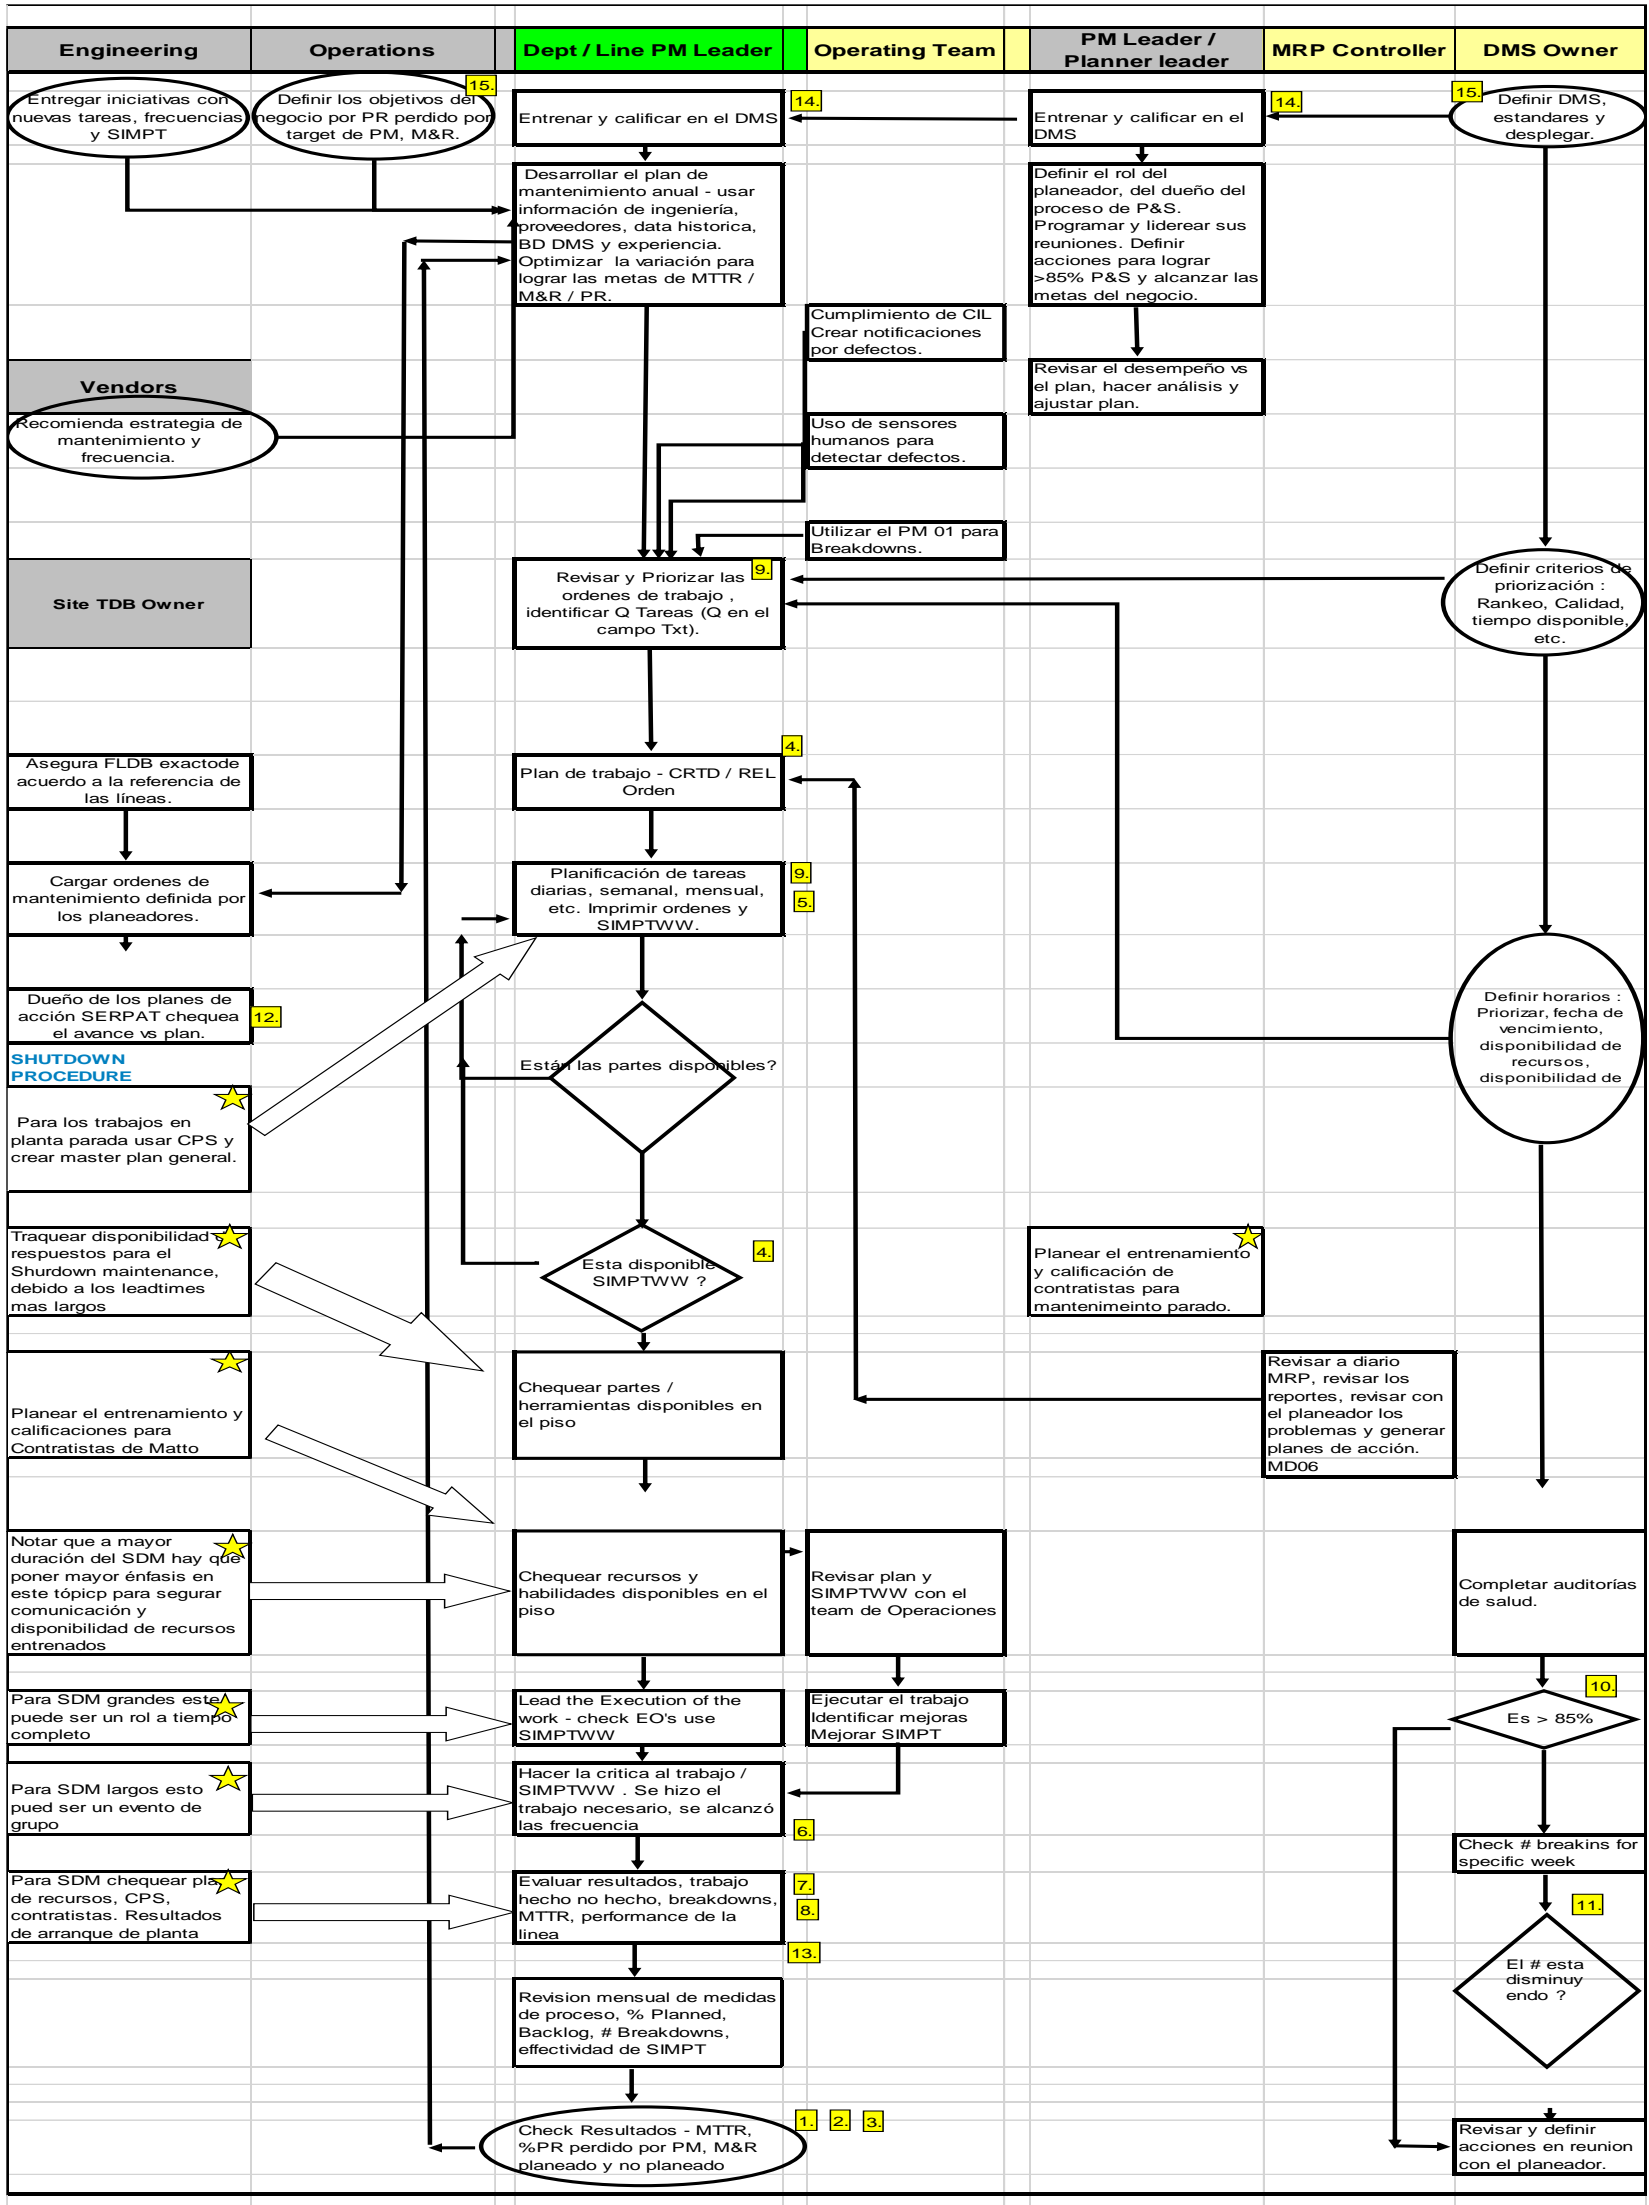 Engineering
Operations
Dept / Line PM Leader
Operating Team
PM Leader /
Planner leader
MRP Controller
DMS Owner
Entregar iniciativas con
nuevas tareas, frecuencias
y SIMPT
15.
Definir los objetivos del
negocio por PR perdido por
target de PM, M&R.
Entrenar y calificar en el DMS
14.
Entrenar y calificar en el
DMS
14.
15.
Definir DMS,
estandares y
desplegar.
Desarrollar el plan de
mantenimiento anual - usar
información de ingeniería,
proveedores, data historica,
BD DMS y experiencia.
Optimizar la variación para
lograr las metas de MTTR /
M&R / PR.
Definir el rol del
planeador, del dueño del
proceso de P&S.
Programar y liderear sus
reuniones. Definir
acciones para lograr
>85% P&S y alcanzar las
metas del negocio.
Cumplimiento de CIL
Crear notificaciones
por defectos.
Revisar el desempeño vs
el plan, hacer análisis y
ajustar plan.
Vendors
Recomienda estrategia de
mantenimiento y
frecuencia.
Uso de sensores
humanos para
detectar defectos.
Utilizar el PM 01 para
Breakdowns.
Site TDB Owner
9.
Revisar y Priorizar las
ordenes de trabajo ,
identificar Q Tareas (Q en el
campo Txt).
Definir criterios de
priorización :
Rankeo, Calidad,
tiempo disponible,
etc.
Asegura FLDB exactode
acuerdo a la referencia de
las líneas.
4.
Plan de trabajo - CRTD / REL
Orden
Cargar ordenes de
mantenimiento definida por
los planeadores.
Planificación de tareas
diarias, semanal, mensual,
etc. Imprimir ordenes y
SIMPTWW.
9.
5.
Dueño de los planes de
acción SERPAT chequea
el avance vs plan.
12.
Definir horarios :
Priorizar, fecha de
vencimiento,
disponibilidad de
recursos,
disponibilidad de
SHUTDOWN
PROCEDURE
Están las partes disponibles?
Para los trabajos en
planta parada usar CPS y
crear master plan general.
Traquear disponibilidad
respuestos para el
Shurdown maintenance,
debido a los leadtimes
mas largos
Esta disponible
SIMPTWW ?
4.
Planear el entrenamiento
y calificación de
contratistas para
mantenimeinto parado.
Planear el entrenamiento y
calificaciones para
Contratistas de Matto
Chequear partes /
herramientas disponibles en
el piso
Revisar a diario
MRP, revisar los
reportes, revisar con
el planeador los
problemas y generar
planes de acción.
MD06
Notar que a mayor
duración del SDM hay que
poner mayor énfasis en
este tópicp para segurar
comunicación y
disponibilidad de recursos
entrenados
Chequear recursos y
habilidades disponibles en el
piso
Revisar plan y
SIMPTWW con el
team de Operaciones
Completar auditorías
de salud.
Para SDM grandes este
puede ser un rol a tiempo
completo
Lead the Execution of the
work - check EO's use
SIMPTWW
Ejecutar el trabajo
Identificar mejoras
Mejorar SIMPT
10.
Es > 85%
Para SDM largos esto
pued ser un evento de
grupo
Hacer la critica al trabajo /
SIMPTWW . Se hizo el
trabajo necesario, se alcanzó
las frecuencia
6.
Check # breakins for
specific week
Para SDM chequear
de recursos, CPS,
contratistas. Resultados
de arranque de planta
Evaluar resultados, trabajo
hecho no hecho, breakdowns,
MTTR, performance de la
linea
7.
8.
13.
11.
El # esta
disminuy
endo ?
Revision mensual de medidas
de proceso, % Planned,
Backlog, # Breakdowns,
effectividad de SIMPT
Check Resultados - MTTR,
%PR perdido por PM, M&R
planeado y no planeado
1.
2.
3.
Revisar y definir
acciones en reunion
con el planeador.